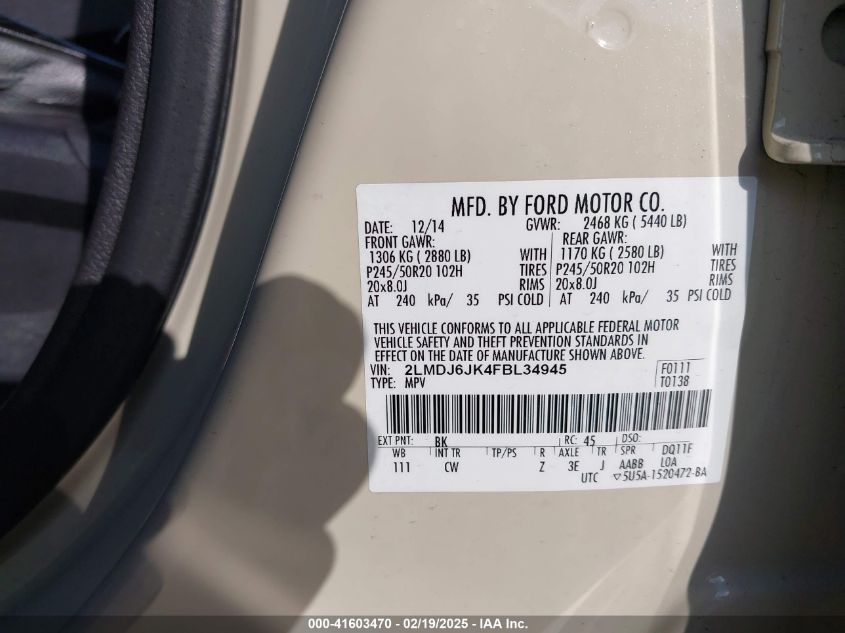 MFD. BY FORD MOTOR CO.
DATE: 12/14 GVWR: 2468 KG ( 5440 LB)
FRONT GAWR: REAR GAWR:
1306 KG ( 2880 LB) WITH 1170 KG ( 2580 LB) WITH
P245/50R20 102H TIRES P245/50R20 102H TIRES
20x8.0J RIMS 20x8.0J RIMS
AT 240 kPa/ 35 PSI COLD AT 240 kPa/ 35 PSI COLD
THIS VEHICLE CONFORMS TO ALL APPLICABLE FEDERAL MOTOR
VEHICLE SAFETY AND THEFT PREVENTION STANDARDS IN
EFFECT ON THE DATE OF MANUFACTURE SHOWN ABOVE.
VIN: 2LMDJ6JK4FBL34945 F0111
TYPE: MPV T0138
EXT PNT: BK RC: 45 DSO:
WB INT TR TP/PS R AXLE TR SPR DQ11F
111 CW Z 3E J AABB LOA
UTC ▽5U5A-1520472-BA
000-41603470 - 02/19/2025 - IAA Inc.